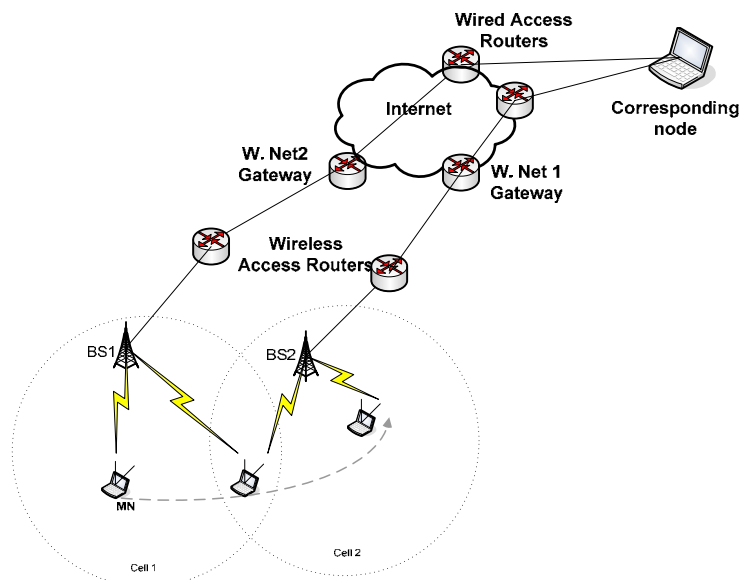 Wired Access
Routers
Internet
Corresponding
node
W. Net2
Gateway
W. Net 1
Gateway
Wireless
Access Routers
BS1
BS2
MN
Cell 1
Cell 2